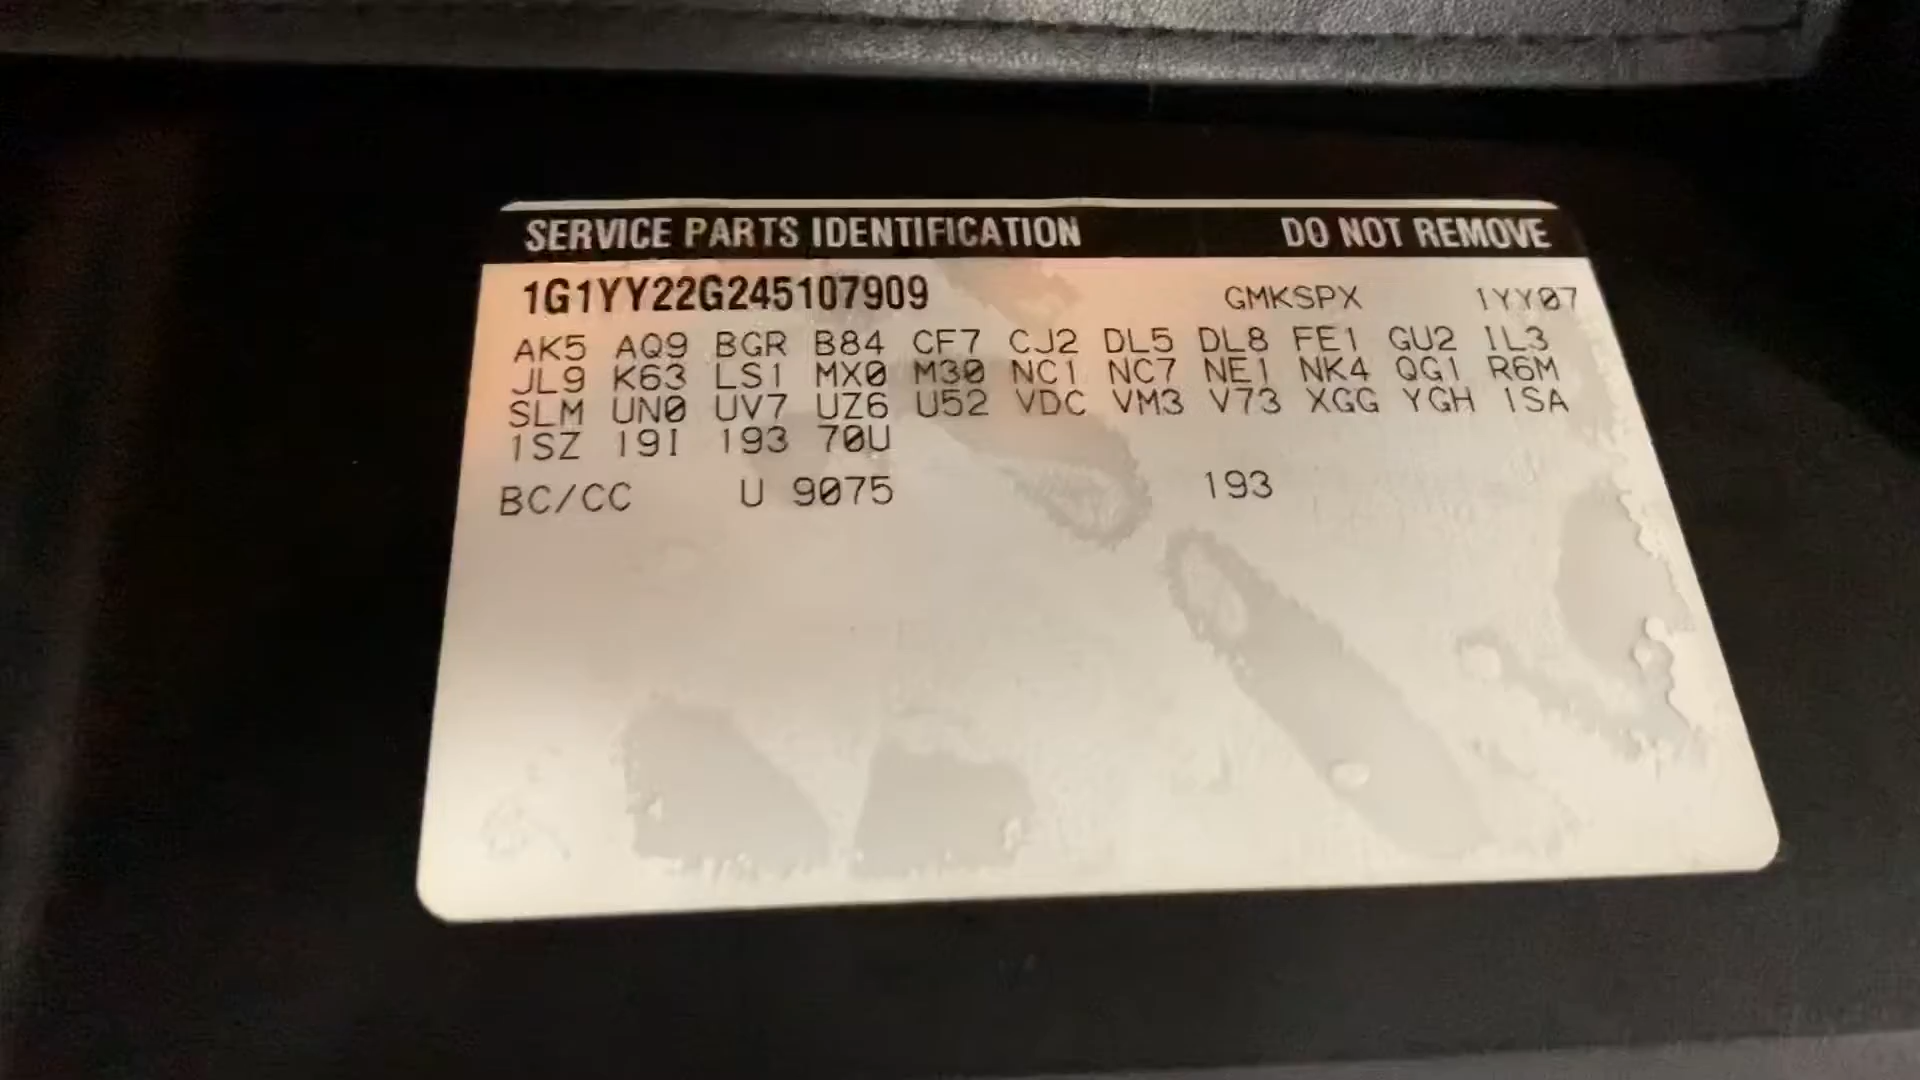 SERVICE PARTS IDENTIFICATION DO NOT REMOVE
1G1YY22G245107909 GMKSPX 1YY07
AK5 AQ9 BGR B84 CF7 CJ2 DL5 DL8 FE1 GU2 IL3
JL9 K63 LS1 MX0 M30 NC1 NC7 NE1 NK4 QG1 R6M
SLM UN0 UV7 UZ6 U52 VDC VM3 V73 XGG YGH 1SA
1SZ 19I 193 70U
BC/CC U 9075 193